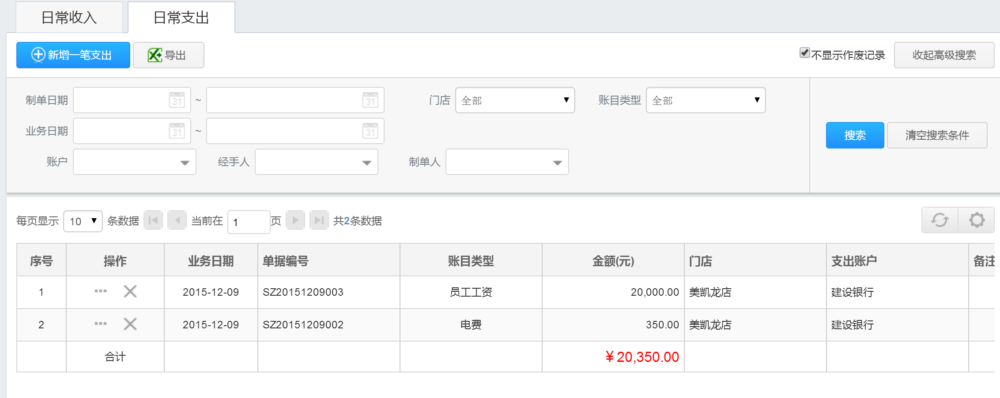 日常收入 日常支出
新增一笔支出 导出 不显示作废记录 收起高级搜索
制单日期 31 ~ 31 门店 全部 账目类型 全部
业务日期 31 ~ 31 搜索 清空搜索条件
账户 经手人 制单人
每页显示 10 条数据 当前在 1 页 共2条数据
序号 操作 业务日期 单据编号 账目类型 金额(元) 门店 支出账户 备注
1 2015-12-09 SZ20151209003 员工工资 20,000.00 美凯龙店 建设银行
2 2015-12-09 SZ20151209002 电费 350.00 美凯龙店 建设银行
合计 ¥20,350.00